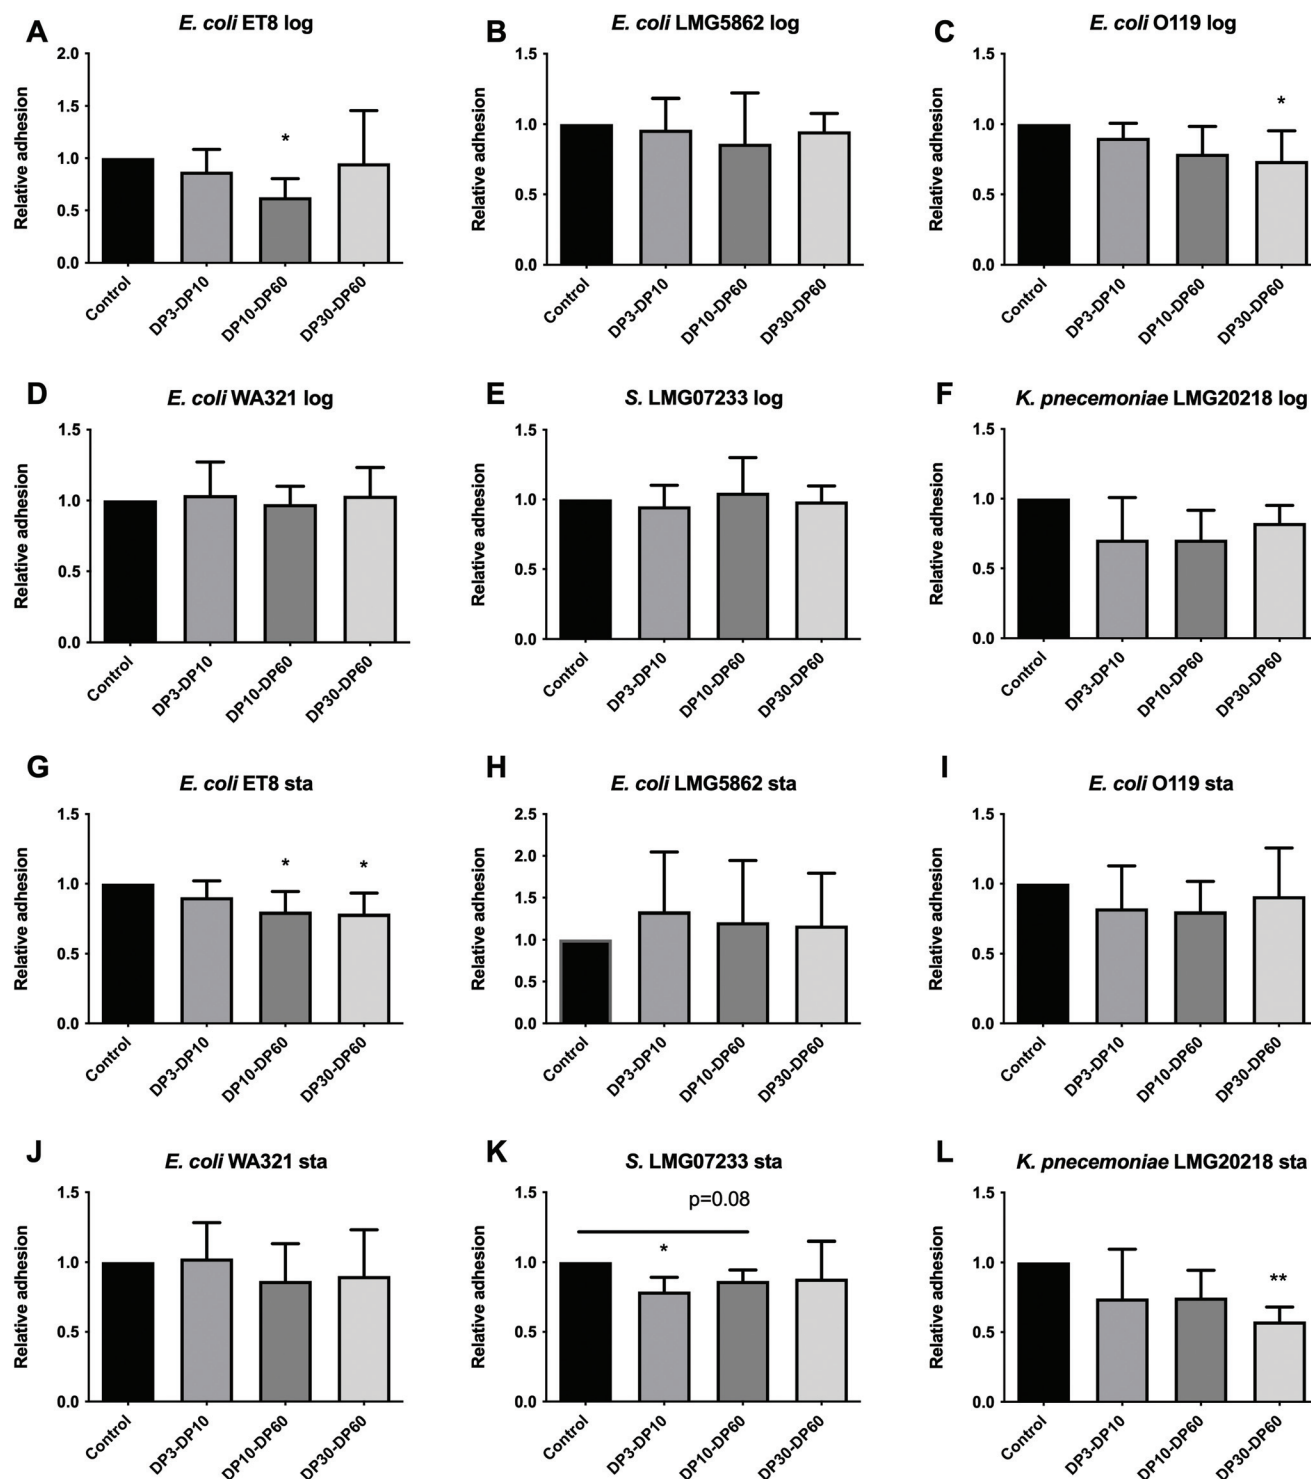 A
E. coli ET8 log
Relative adhesion
2.0
1.5
1.0
0.5
0.0
*
Control
DP3-DP10
DP10-DP60
DP30-DP60
B
E. coli LMG5862 log
Relative adhesion
1.5
1.0
0.5
0.0
Control
DP3-DP10
DP10-DP60
DP30-DP60
C
E. coli O119 log
Relative adhesion
1.5
1.0
0.5
0.0
*
Control
DP3-DP10
DP10-DP60
DP30-DP60
D
E. coli WA321 log
Relative adhesion
1.5
1.0
0.5
0.0
Control
DP3-DP10
DP10-DP60
DP30-DP60
E
S. LMG07233 log
Relative adhesion
1.5
1.0
0.5
0.0
Control
DP3-DP10
DP10-DP60
DP30-DP60
F
K. pnecemoniae LMG20218 log
Relative adhesion
1.5
1.0
0.5
0.0
Control
DP3-DP10
DP10-DP60
DP30-DP60
G
E. coli ET8 sta
Relative adhesion
1.5
1.0
0.5
0.0
*
*
Control
DP3-DP10
DP10-DP60
DP30-DP60
H
E. coli LMG5862 sta
Relative adhesion
2.5
2.0
1.5
1.0
0.5
0.0
Control
DP3-DP10
DP10-DP60
DP30-DP60
I
E. coli O119 sta
Relative adhesion
1.5
1.0
0.5
0.0
Control
DP3-DP10
DP10-DP60
DP30-DP60
J
E. coli WA321 sta
Relative adhesion
1.5
1.0
0.5
0.0
Control
DP3-DP10
DP10-DP60
DP30-DP60
K
S. LMG07233 sta
Relative adhesion
1.5
1.0
0.5
0.0
p=0.08
*
Control
DP3-DP10
DP10-DP60
DP30-DP60
L
K. pnecemoniae LMG20218 sta
Relative adhesion
1.5
1.0
0.5
0.0
**
Control
DP3-DP10
DP10-DP60
DP30-DP60